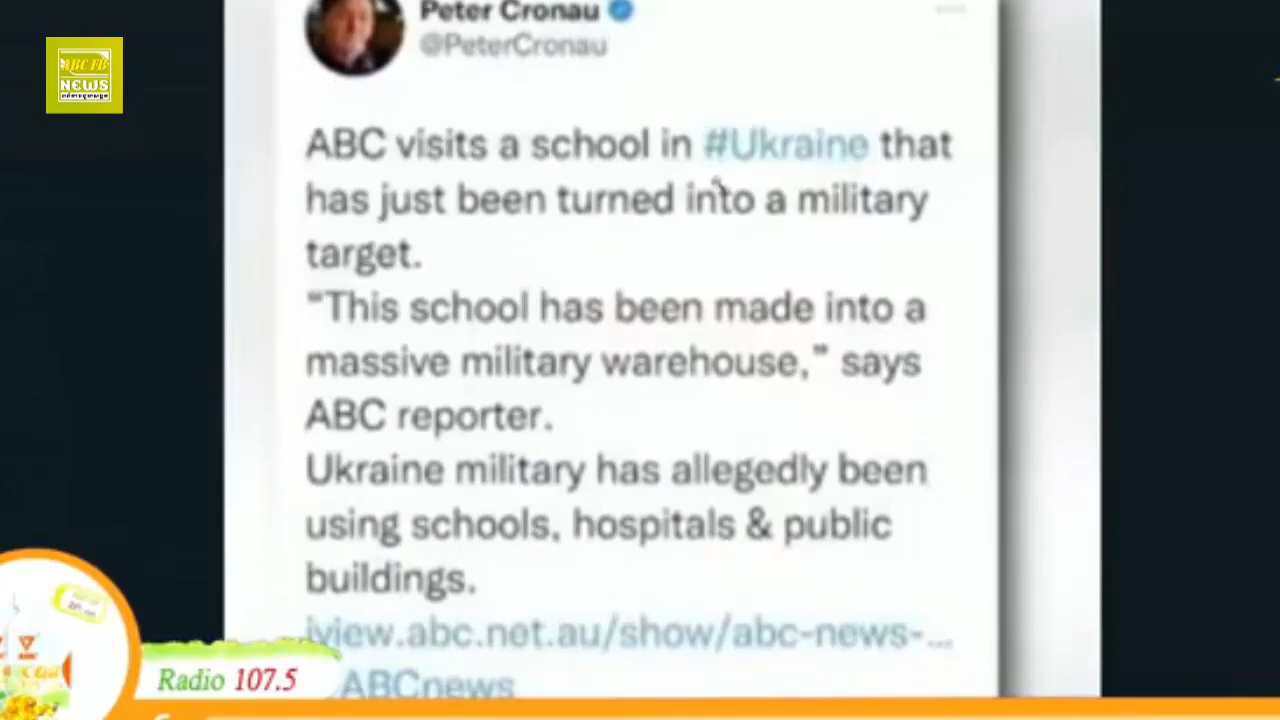 Peter Cronau
@PeterCronau
ABC FB
NEWS
ABC visits a school in #Ukraine that
has just been turned into a military
target.
“This school has been made into a
massive military warehouse,” says
ABC reporter.
Ukraine military has allegedly been
using schools, hospitals & public
buildings.
iview.abc.net.au/show/abc-news-...
ABCnews
Radio 107.5